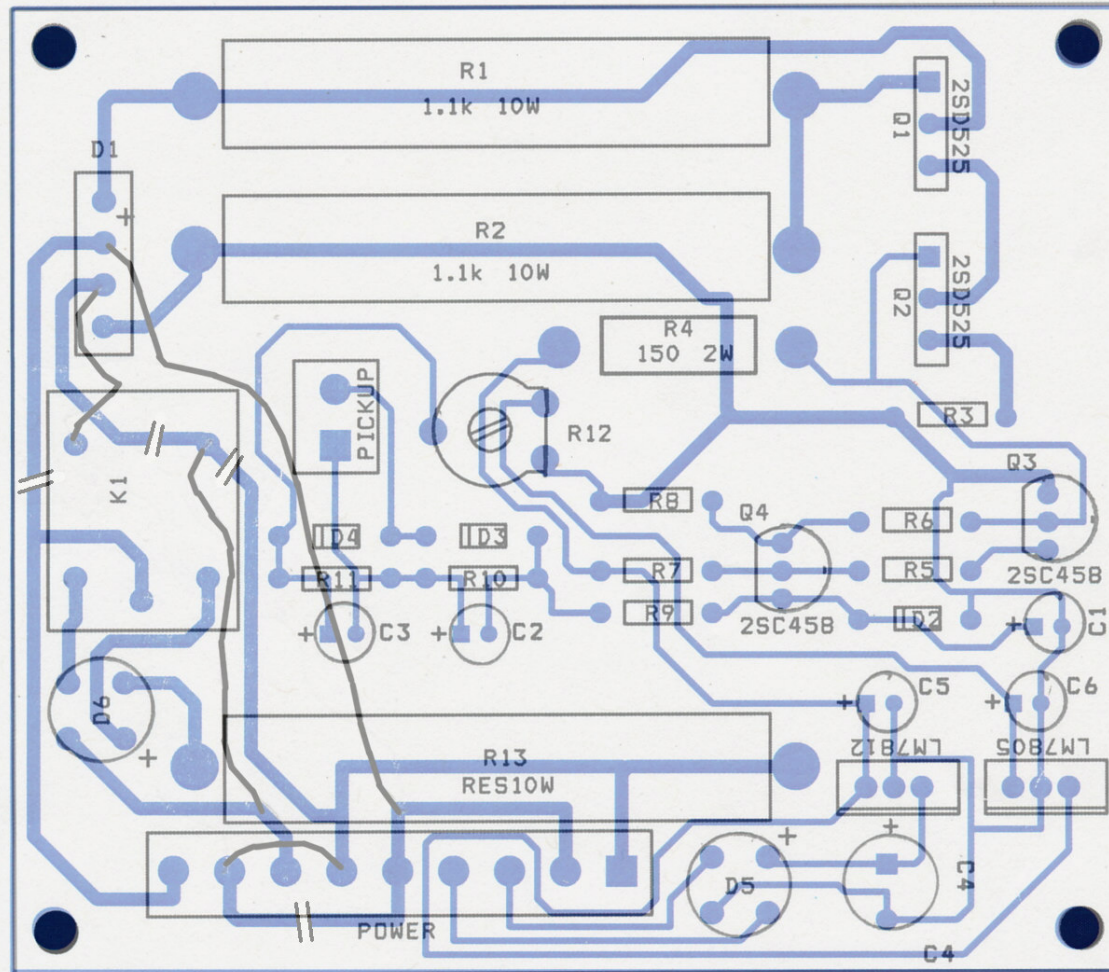 R1
1.1k 10W
D1
+
Q1
2SD525
R2
1.1k 10W
Q2
2SD525
R4
150 2W
PICKUP
R12
R3
K1
R8
Q4
R6
Q3
D4
D3
R11
R10
R7
R5
2SC458
+
C3
+
C2
R9
2SC458
D2
+
C1
D6
+
+
C5
+
C6
LM7812
LM7805
R13
RES10W
+
+
D5
C4
POWER
C4